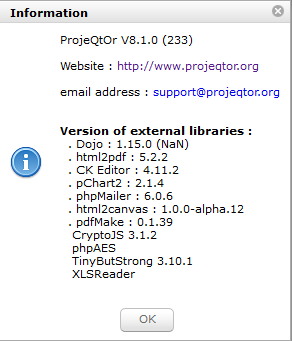 Information
ProjeQtOr V8.1.0 (233)
Website : http://www.projeqtor.org
email address : support@projeqtor.org
Version of external libraries :
. Dojo : 1.15.0 (NaN)
. html2pdf : 5.2.2
. CK Editor : 4.11.2
. pChart2 : 2.1.4
. phpMailer : 6.0.6
. html2canvas : 1.0.0-alpha.12
. pdfMake : 0.1.39
CryptoJS 3.1.2
phpAES
TinyButStrong 3.10.1
XLSReader
OK